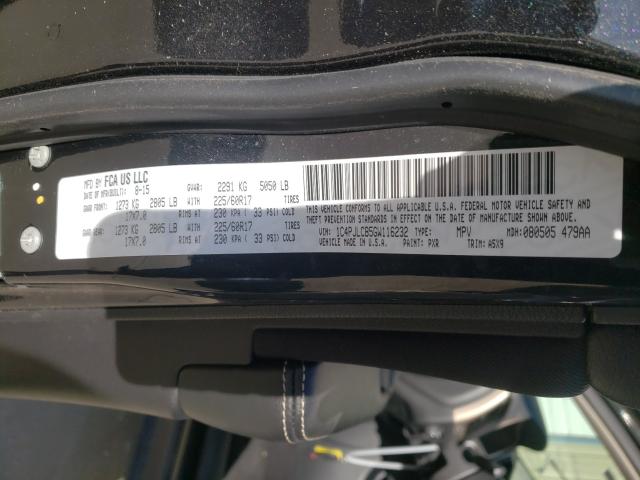 MFD BY FCA US LLC
DATE OF MFR/BUILT: 8-15 GVWR: 2291 KG 5050 LB
GAWR FRONT: 1273 KG 2805 LB WITH 225/60R17 TIRES
17X7.0 RIMS AT 230 KPA ( 33 PSI) COLD
GAWR REAR: 1273 KG 2805 LB WITH 225/60R17 TIRES
17X7.0 RIMS AT 230 KPA ( 33 PSI) COLD
THIS VEHICLE CONFORMS TO ALL APPLICABLE U.S.A. FEDERAL MOTOR VEHICLE SAFETY AND
THEFT PREVENTION STANDARDS IN EFFECT ON THE DATE OF MANUFACTURE SHOWN ABOVE.
VIN: 1C4PJLCB5GW116232 TYPE: MPV MDH: 080505 479AA
VEHICLE MADE IN U.S.A. PAINT: PXR TRIM: A5X9